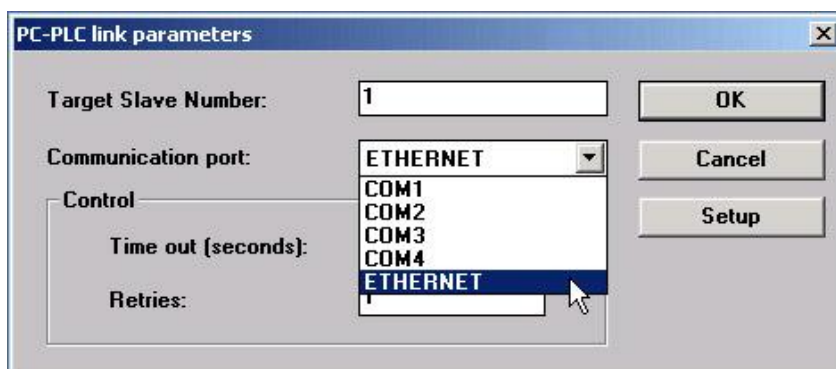 PC-PLC link parameters
Target Slave Number: 1 OK
Communication port: ETHERNET Cancel
Control
COM1
COM2
Setup
COM3
Time out (seconds):
COM4
ETHERNET
Retries: